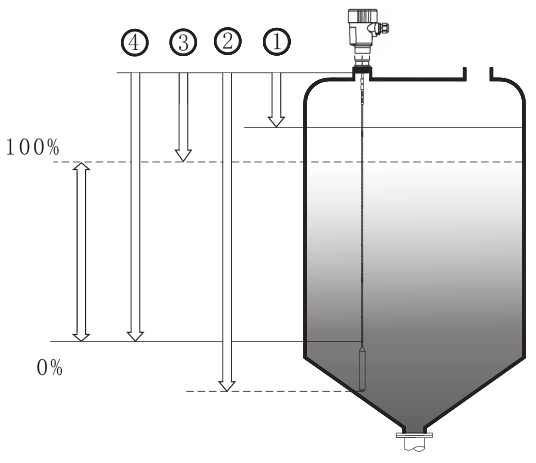 ④ ③ ② ①
100%
0%